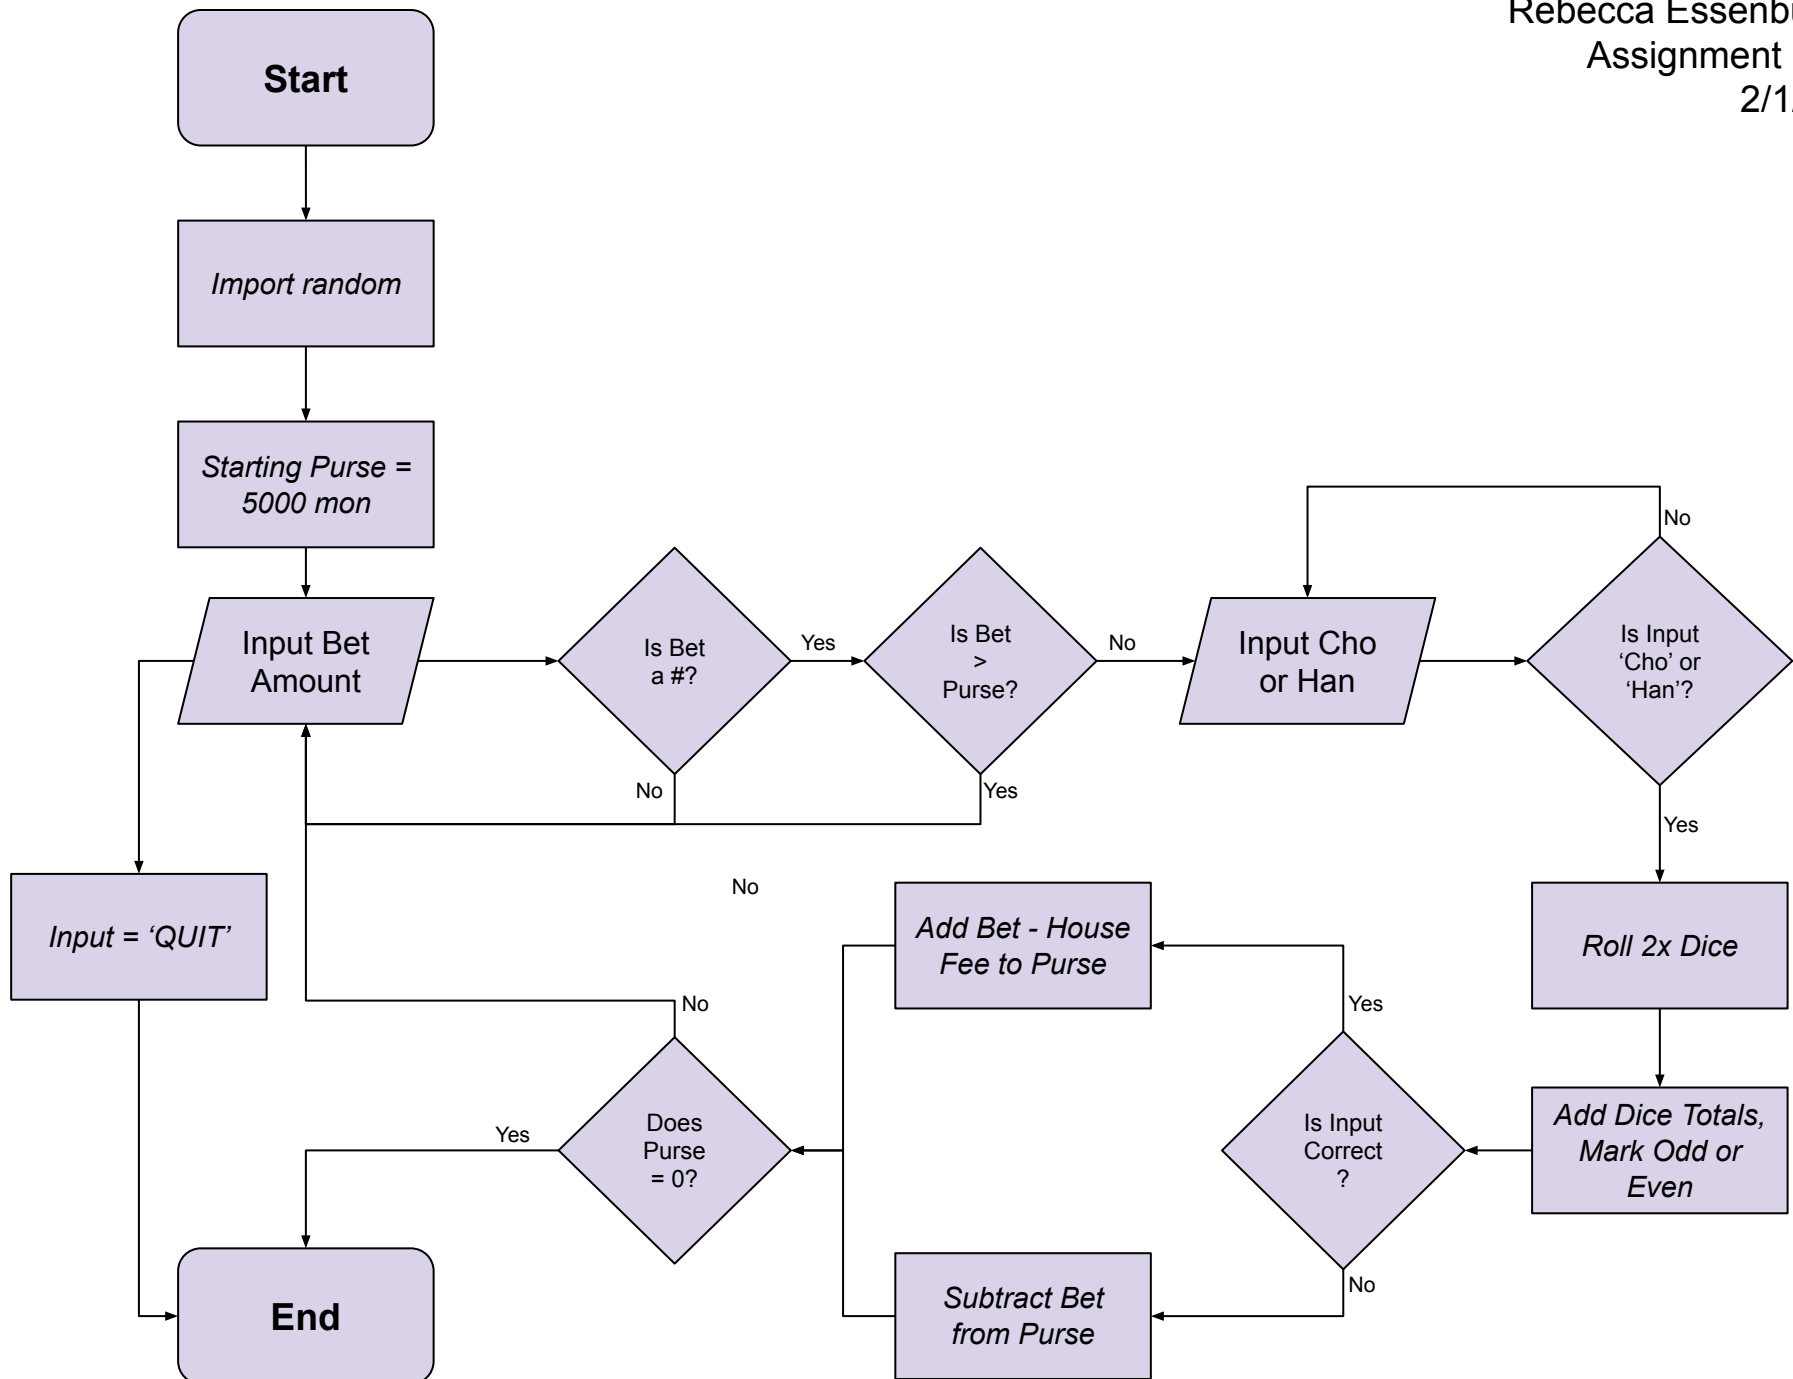 Rebecca
Assignment
2/1
Start
Import random
Starting Purse =
5000 mon
Input Bet
Amount
Is Bet
a #?
Yes
No
Is Bet
>
Purse?
No
Yes
Input Cho
or Han
Is Input
‘Cho’ or
‘Han’?
No
Yes
Roll 2x Dice
Add Dice Totals,
Mark Odd or
Even
Is Input
Correct
?
Yes
No
Add Bet - House
Fee to Purse
Subtract Bet
from Purse
No
Does
Purse
= 0?
No
Yes
Input = ‘QUIT’
End